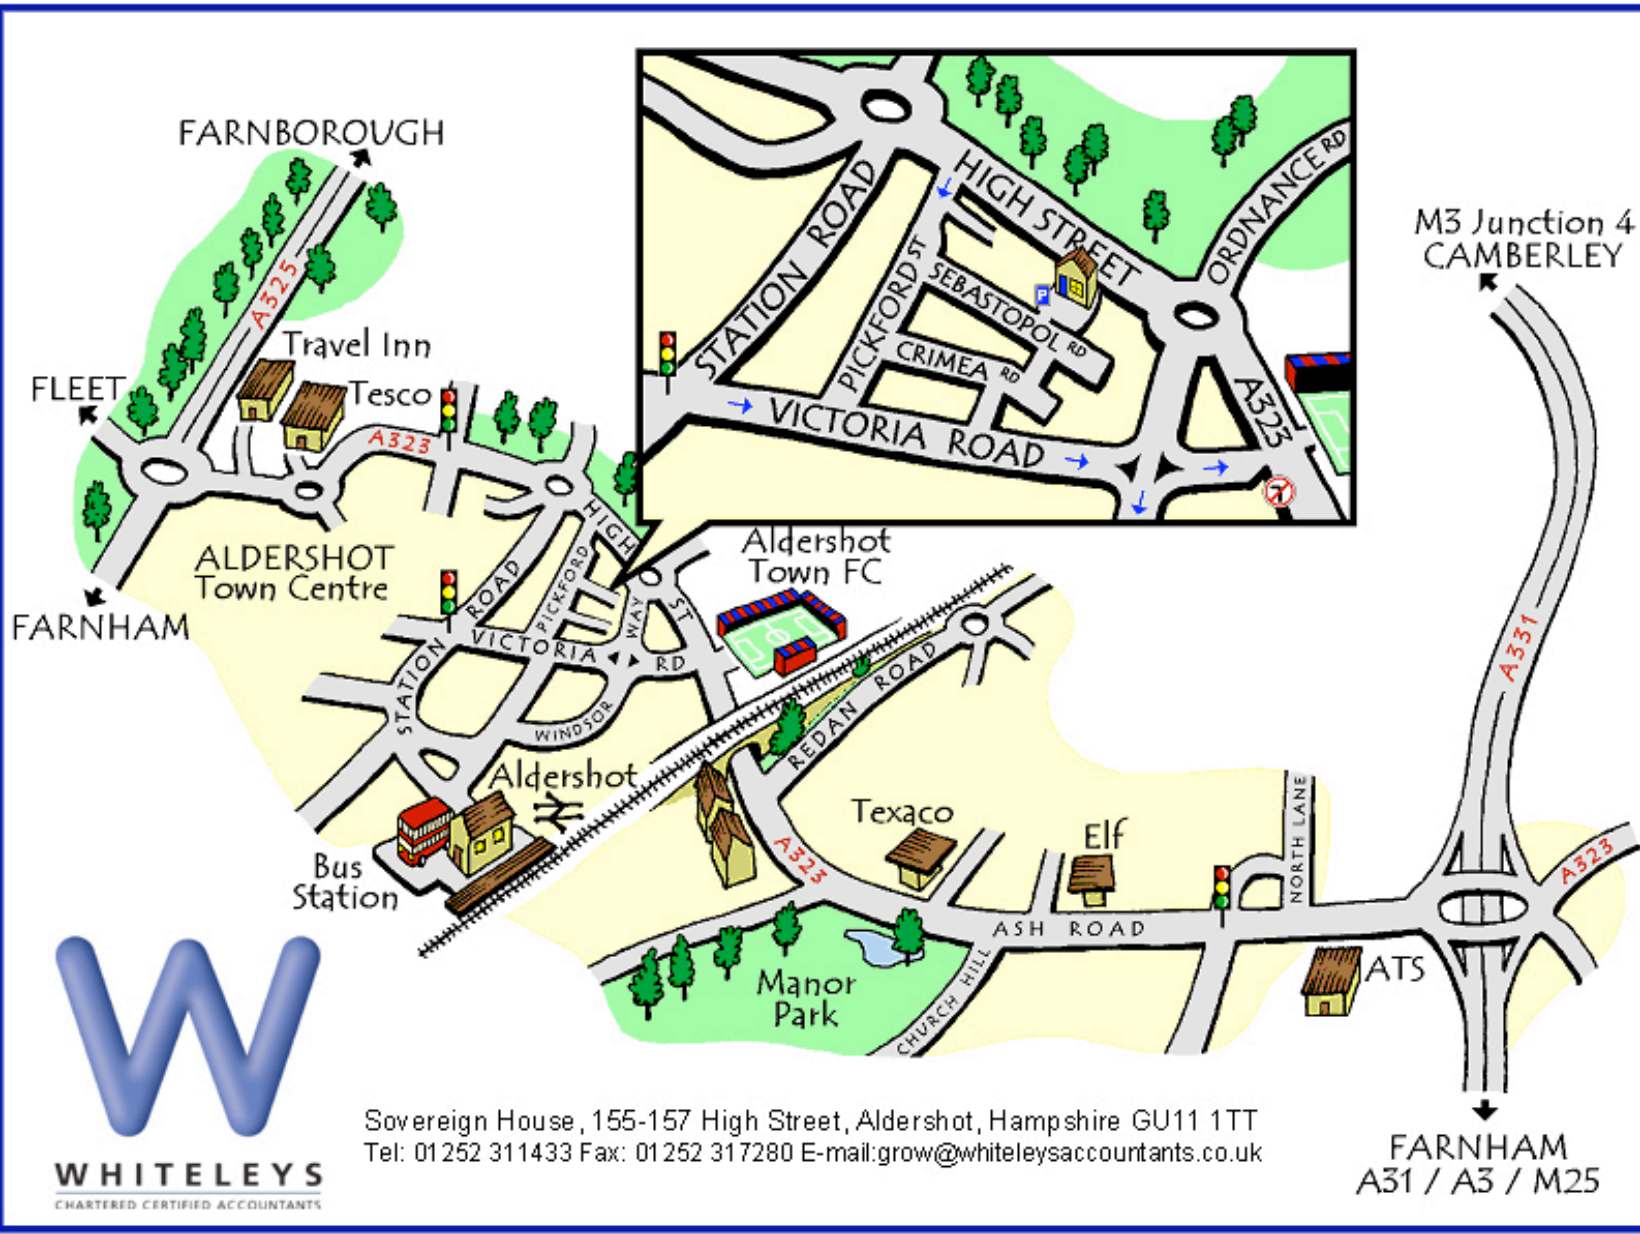 FARNBOROUGH
A325
Travel Inn
FLEET
Tesco
A323
ALDERSHOT
Town Centre
FARNHAM
HIGH STREET
ORDNANCE RD
STATION ROAD
PICKFORD ST
SEBASTOPOL RD
P
CRIMEA RD
VICTORIA ROAD
A323
M3 Junction 4
CAMBERLEY
HIGH
ST
STATION ROAD
PICKFORD
WAY
VICTORIA
RD
WINDSOR
Aldershot
Town FC
REDAN ROAD
A331
Aldershot
Bus
Station
A323
Texaco
Elf
NORTH LANE
A323
ASH ROAD
CHURCH HILL
Manor
Park
ATS
W
WHITELEYS
CHARTERED CERTIFIED ACCOUNTANTS
Sovereign House, 155-157 High Street, Aldershot, Hampshire GU11 1TT
Tel: 01252 311433 Fax: 01252 317280 E-mail:grow@whiteleysaccountants.co.uk
FARNHAM
A31 / A3 / M25